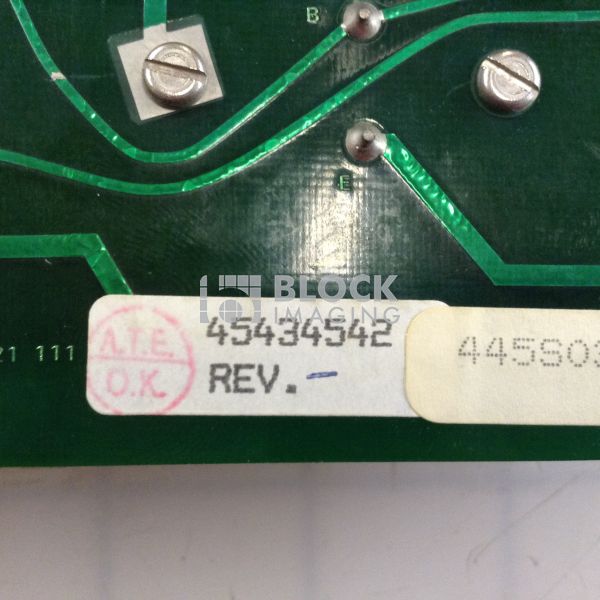 B
E
BLOCK
IMAGING
21 111
A.T.E.
O.K.
45434542
REV. -
445S03